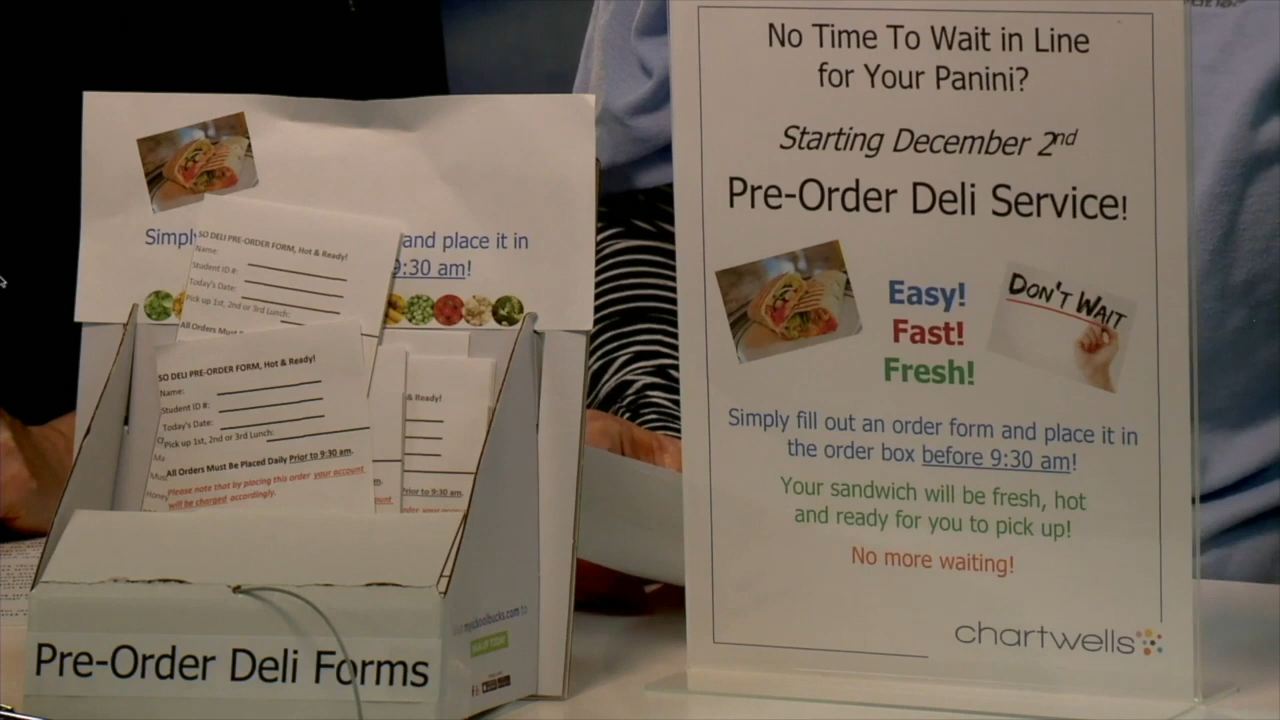 Simply and place it in
9:30 am!
SO DELI PRE-ORDER FORM, Hot & Ready!
Name:
Student ID #:
Today's Date:
Pick up 1st, 2nd or 3rd Lunch:
All Orders Must
SO DELI PRE-ORDER FORM, Hot & Ready!
Name:
Student ID #:
Today's Date:
Pick up 1st, 2nd or 3rd Lunch:
All Orders Must Be Placed Daily Prior to 9:30 am.
Please note that by placing this order your account
will be charged accordingly.
& Ready!
Prior to 9:30 am.
Honey
Pre-Order Deli Forms
myschoolbucks.com to
No Time To Wait in Line
for Your Panini?
Starting December 2nd
Pre-Order Deli Service!
Easy!
Fast!
Fresh!
DON'T WAIT
Simply fill out an order form and place it in
the order box before 9:30 am!
Your sandwich will be fresh, hot
and ready for you to pick up!
No more waiting!
chartwells